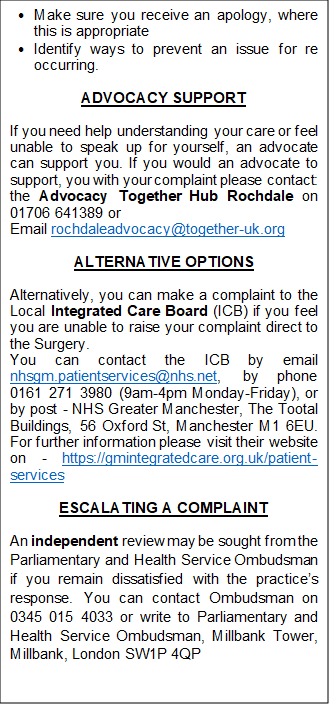 • Make sure you receive an apology, where
this is appropriate
• Identify ways to prevent an issue for re
occurring.
ADVOCACY SUPPORT
If you need help understanding your care or feel
unable to speak up for yourself, an advocate
can support you. If you would an advocate to
support, you with your complaint please contact:
the Advocacy Together Hub Rochdale on
01706 641389 or
Email rochdaleadvocacy@together-uk.org
ALTERNATIVE OPTIONS
Alternatively, you can make a complaint to the
Local Integrated Care Board (ICB) if you feel
you are unable to raise your complaint direct to
the Surgery.
You can contact the ICB by email
nhsgm.patientservices@nhs.net, by phone
0161 271 3980 (9am-4pm Monday-Friday), or
by post - NHS Greater Manchester, The Tootal
Buildings, 56 Oxford St, Manchester M1 6EU.
For further information please visit their website
on - https://gmintegratedcare.org.uk/patient-
services
ESCALATING A COMPLAINT
An independent review may be sought from the
Parliamentary and Health Service Ombudsman
if you remain dissatisfied with the practice's
response. You can contact Ombudsman on
0345 015 4033 or write to Parliamentary and
Health Service Ombudsman, Millbank Tower,
Millbank, London SW1P 4QP